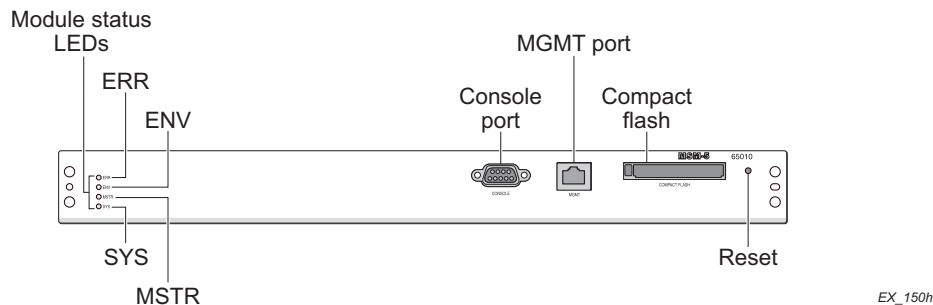 Module status
LEDs
MGMT port
ERR
Console
port
Compact
flash
ENV
MSM-5
65010
ERR
ENV
MSTR
SYS
CONSOLE
MGMT
COMPACT FLASH
SYS
Reset
MSTR
EX_150h